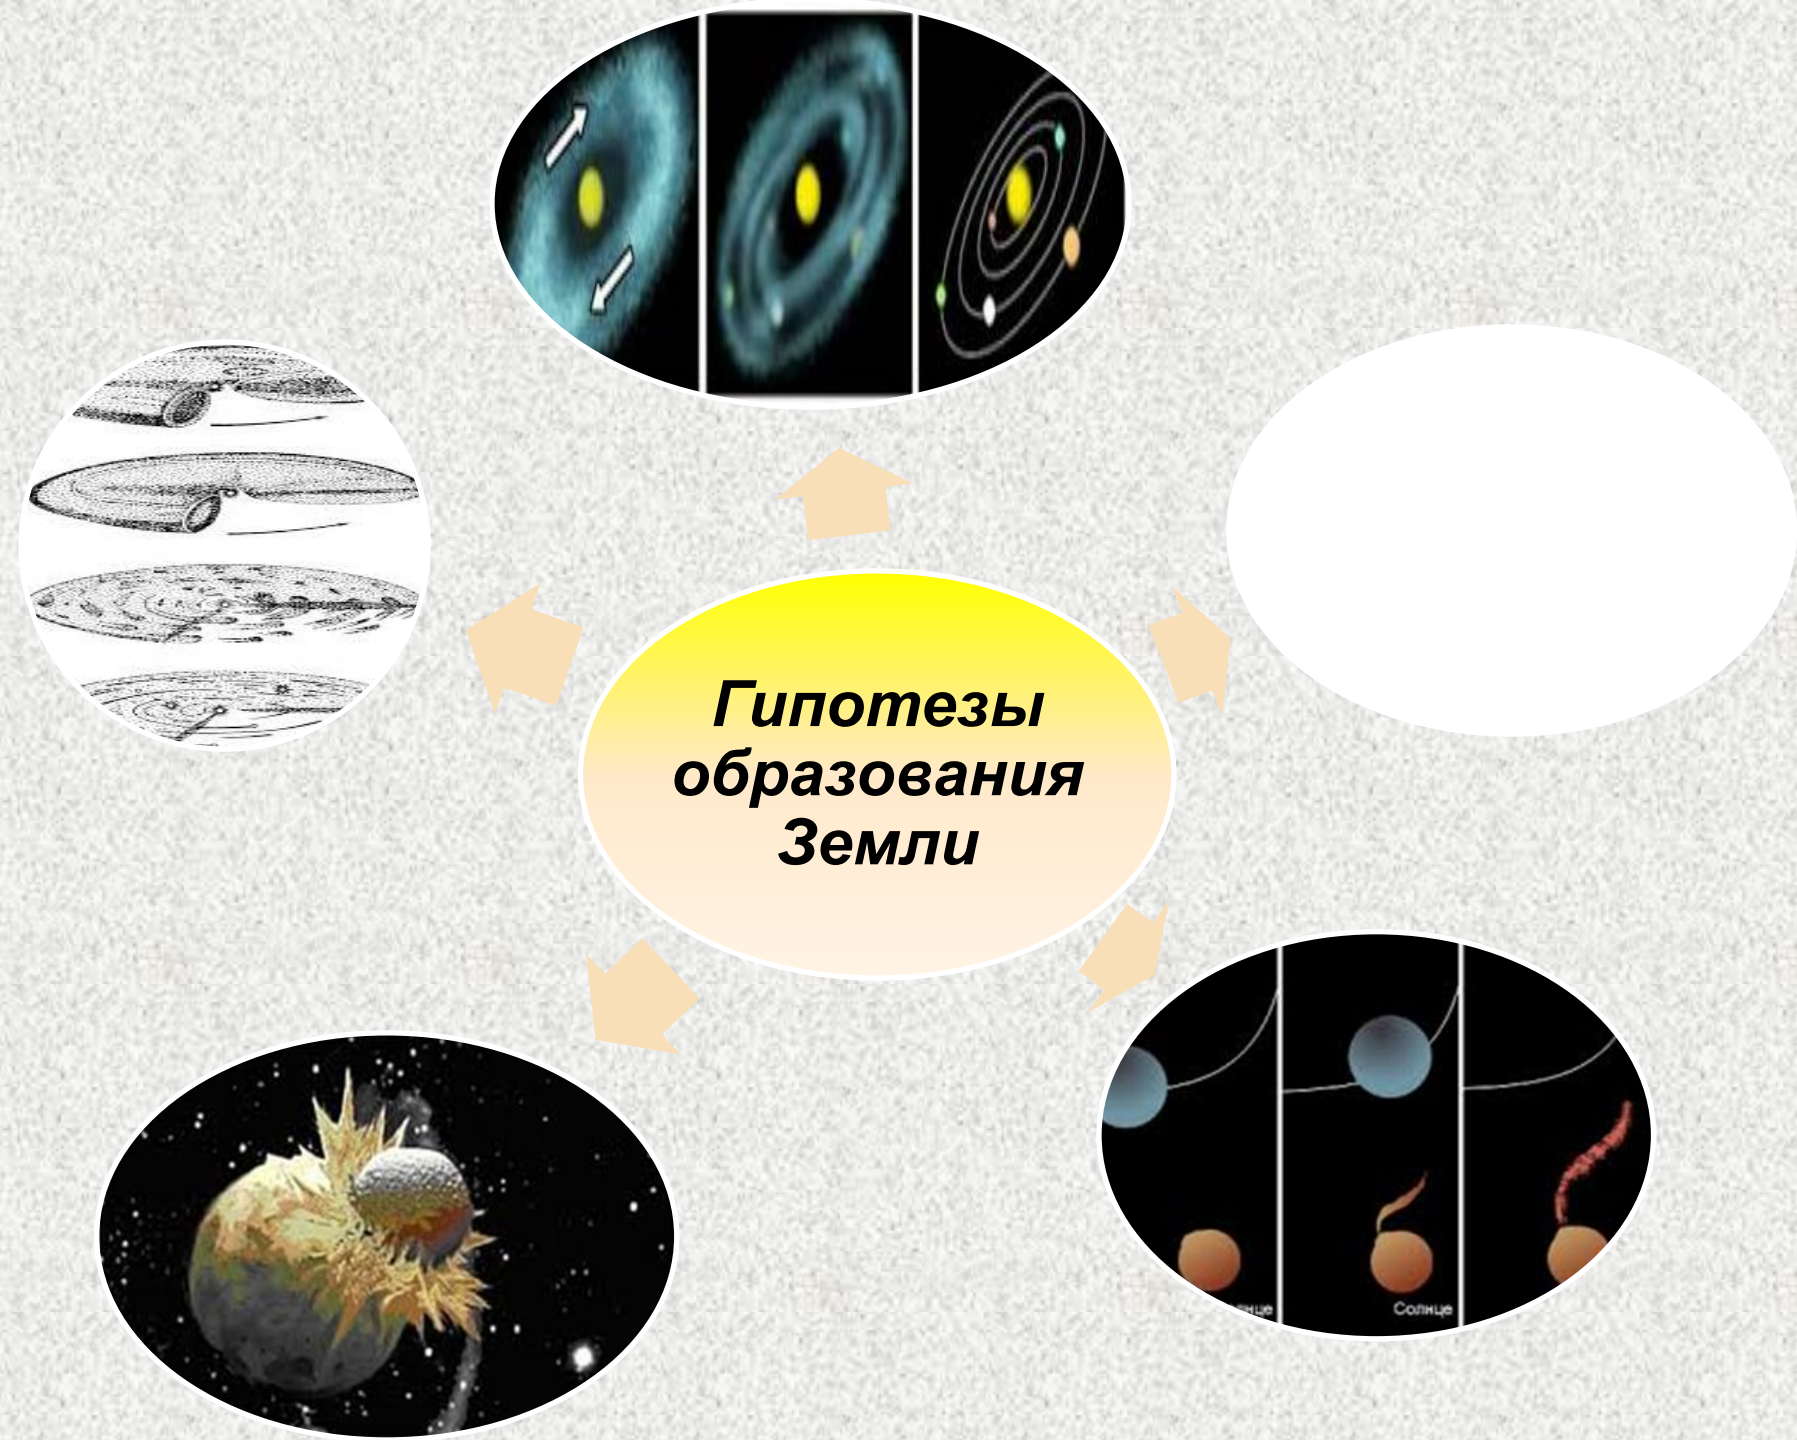 Гипотезы
образования
Земли
Солнце